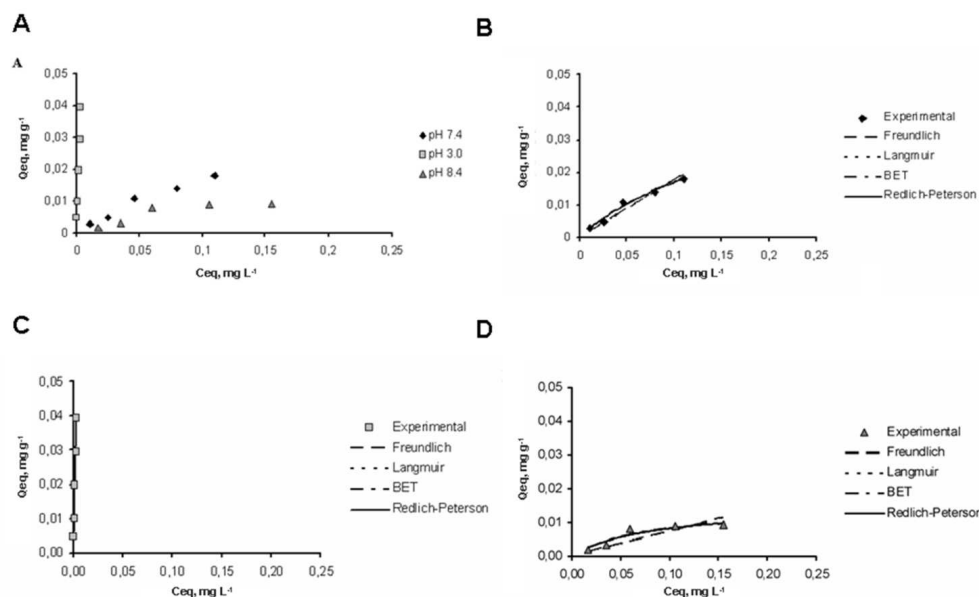 A
A
0,05
0,04
0,03
0,02
0,01
0
0
0,05
0,1
0,15
0,2
0,25
Qeq, mg g-1
Ceq, mg L-1
pH 7.4
pH 3.0
pH 8.4
B
0,05
0,04
0,03
0,02
0,01
0
0
0,05
0,1
0,15
0,2
0,25
Qeq, mg g-1
Ceq, mg L-1
Experimental
Freundlich
Langmuir
BET
Redlich-Peterson
C
0,05
0,04
0,03
0,02
0,01
0,00
0,00
0,05
0,10
0,15
0,20
0,25
Qeq, mg g-1
Ceq, mg L-1
Experimental
Freundlich
Langmuir
BET
Redlich-Peterson
D
0,05
0,04
0,03
0,02
0,01
0,00
0,00
0,05
0,10
0,15
0,20
0,25
Qeq, mg g-1
Ceq, mg L-1
Experimental
Freundlich
Langmuir
BET
Redlich-Peterson